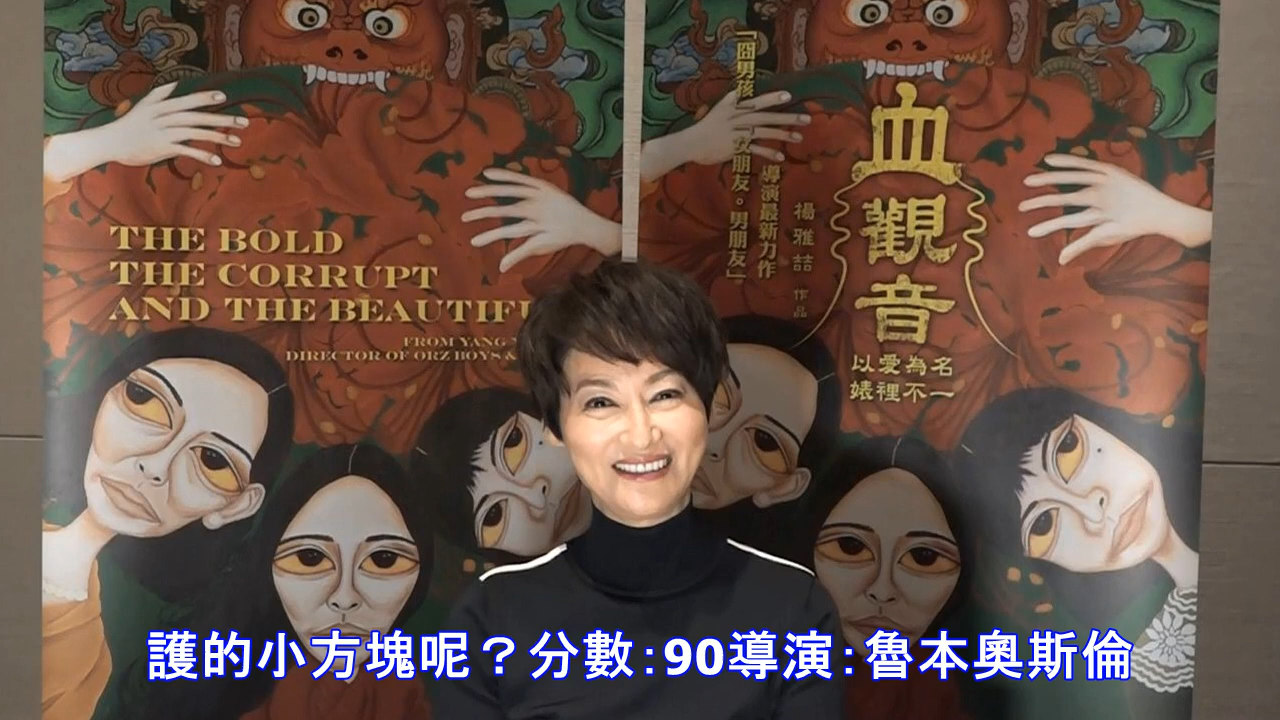 THE BOLD
THE CORRUPT
AND THE BEAUTIFU
FROM YANG
DIRECTOR OF ORZ BOYS &
「囧男孩」「女朋友。男朋友」
導演最新力作
楊雅喆 作品
血觀音
以愛為名
婊裡不一
護的小方塊呢？分數：90導演：魯本奧斯倫